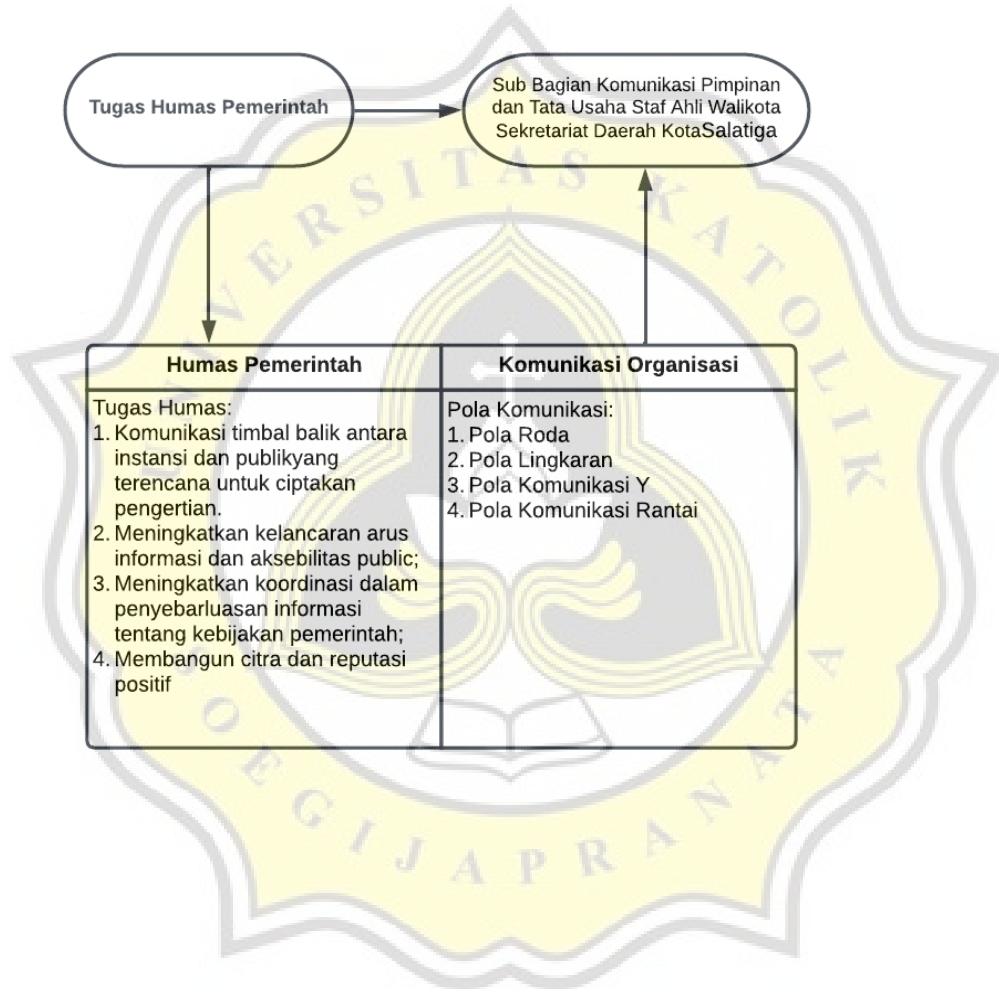 Tugas Humas Pemerintah
Sub Bagian Komunikasi Pimpinan
dan Tata Usaha Staf Ahli Walikota
Sekretariat Daerah KotaSalatiga
Humas Pemerintah
Tugas Humas:
1. Komunikasi timbal balik antara
instansi dan publikyang
terencana untuk ciptakan
pengertian.
2. Meningkatkan kelancaran arus
informasi dan aksebilitas public;
3. Meningkatkan koordinasi dalam
penyebarluasan informasi
tentang kebijakan pemerintah;
4. Membangun citra dan reputasi
positif
Komunikasi Organisasi
Pola Komunikasi:
1. Pola Roda
2. Pola Lingkaran
3. Pola Komunikasi Y
4. Pola Komunikasi Rantai
UNIVERSITAS KATOLIK
SOEGIJAPRANATA